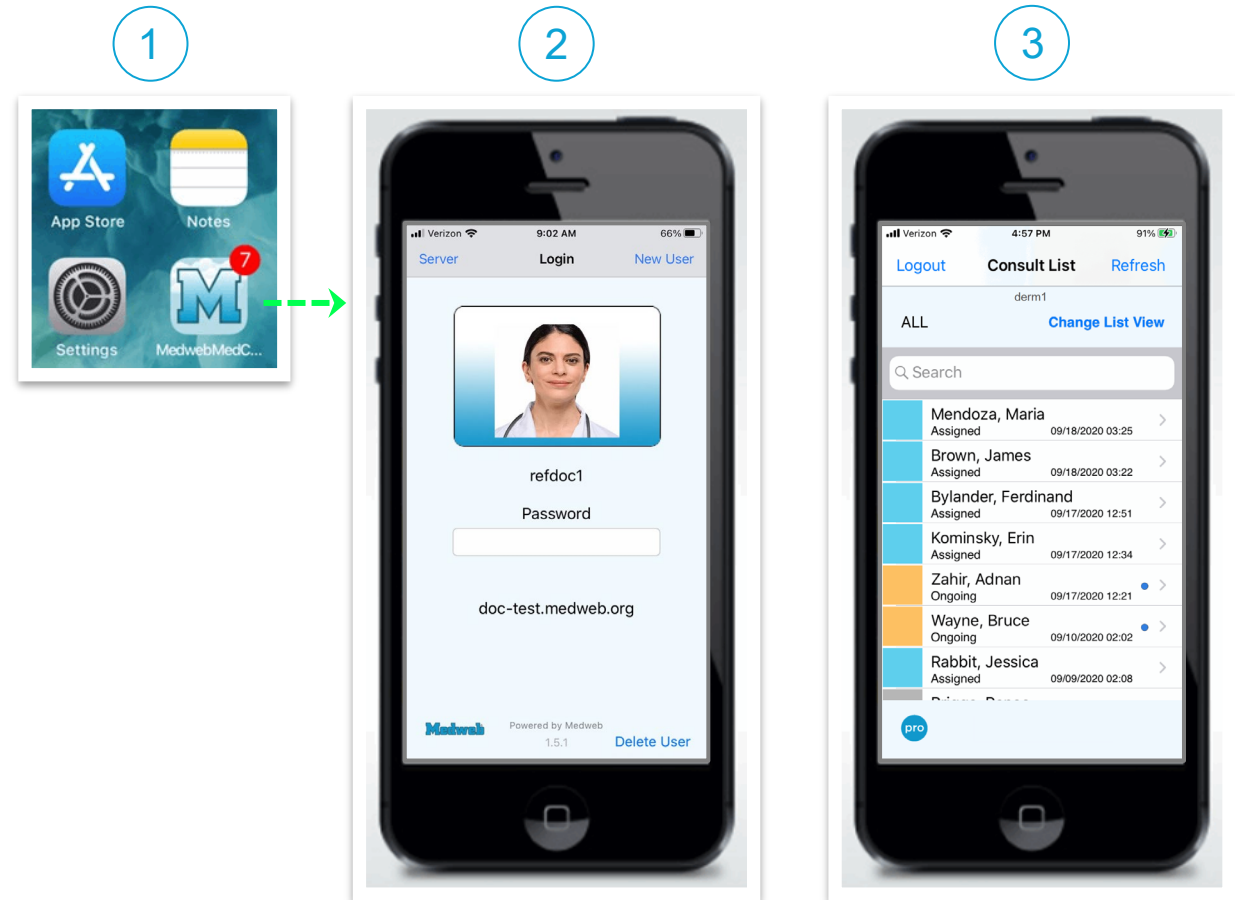 1
2
3
App Store
Notes
7
Settings
MedwebMedC...
Verizon
9:02 AM
66%
Server
Login
New User
refdoc1
Password
doc-test.medweb.org
Medweb
Powered by Medweb
1.5.1
Delete User
Verizon
4:57 PM
91%
Logout
Consult List
Refresh
derm1
ALL
Change List View
Search
Mendoza, Maria
Assigned 09/18/2020 03:25
Brown, James
Assigned 09/18/2020 03:22
Bylander, Ferdinand
Assigned 09/17/2020 12:51
Kominsky, Erin
Assigned 09/17/2020 12:34
Zahir, Adnan
Ongoing 09/17/2020 12:21
Wayne, Bruce
Ongoing 09/10/2020 02:02
Rabbit, Jessica
Assigned 09/09/2020 02:08
pro